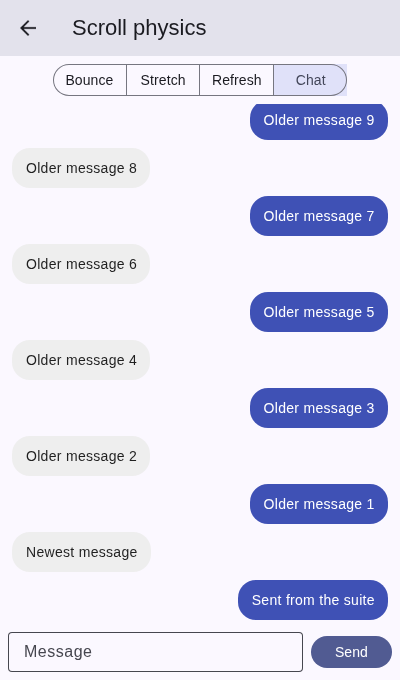 Scroll physics
Bounce Stretch Refresh Chat
Older message 9
Older message 8
Older message 7
Older message 6
Older message 5
Older message 4
Older message 3
Older message 2
Older message 1
Newest message
Sent from the suite
Message Send